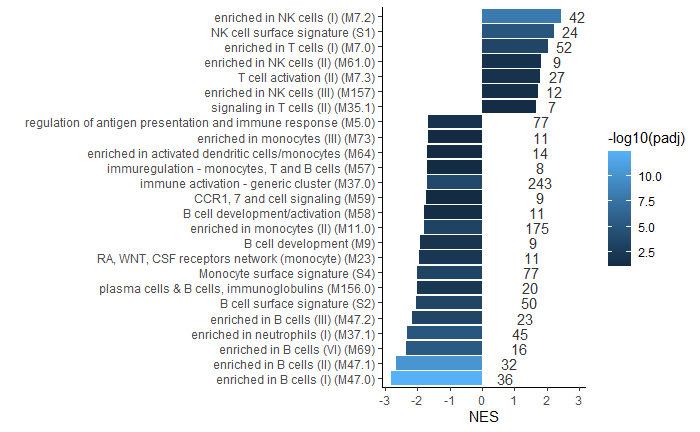 enriched in NK cells (I) (M7.2) 42
NK cell surface signature (S1) 24
enriched in T cells (I) (M7.0) 52
enriched in NK cells (II) (M61.0) 9
T cell activation (II) (M7.3) 27
enriched in NK cells (III) (M157) 12
signaling in T cells (II) (M35.1) 7
regulation of antigen presentation and immune response (M5.0) 77
enriched in monocytes (III) (M73) 11
enriched in activated dendritic cells/monocytes (M64) 14
immuregulation - monocytes, T and B cells (M57) 8
immune activation - generic cluster (M37.0) 243
CCR1, 7 and cell signaling (M59) 9
B cell development/activation (M58) 11
enriched in monocytes (II) (M11.0) 175
B cell development (M9) 9
RA, WNT, CSF receptors network (monocyte) (M23) 11
Monocyte surface signature (S4) 77
plasma cells & B cells, immunoglobulins (M156.0) 20
B cell surface signature (S2) 50
enriched in B cells (III) (M47.2) 23
enriched in neutrophils (I) (M37.1) 45
enriched in B cells (VI) (M69) 16
enriched in B cells (II) (M47.1) 32
enriched in B cells (I) (M47.0) 36
-3 -2 -1 0 1 2 3
NES
-log10(padj)
10.0
7.5
5.0
2.5